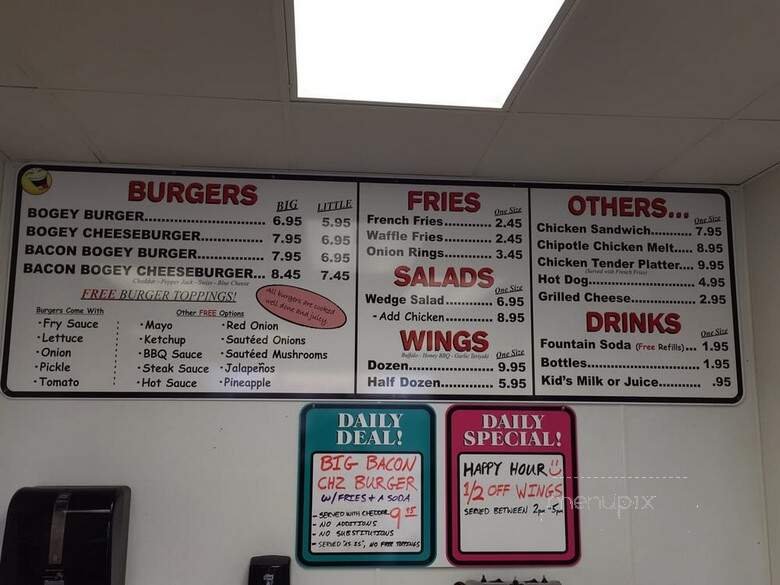 BURGERS
BIG LITTLE
BOGEY BURGER........................ 6.95 5.95
BOGEY CHEESEBURGER............ 7.95 6.95
BACON BOGEY BURGER........... 7.95 6.95
BACON BOGEY CHEESEBURGER... 8.45 7.45
Cheddar - Pepper Jack - Swiss - Blue Cheese
FREE BURGER TOPPINGS!
All burgers are cooked
well done and juicy
Burgers Come With
·Fry Sauce
·Lettuce
·Onion
·Pickle
·Tomato
Other FREE Options
·Mayo
·Ketchup
·BBQ Sauce
·Steak Sauce
·Hot Sauce
·Red Onion
·Sautéed Onions
·Sautéed Mushrooms
·Jalapeños
·Pineapple
FRIES
One Size
French Fries............ 2.45
Waffle Fries............ 2.45
Onion Rings............ 3.45
SALADS
One Size
Wedge Salad............ 6.95
- Add Chicken............ 8.95
WINGS
Buffalo - Honey BBQ - Garlic Teriyaki
One Size
Dozen.................. 9.95
Half Dozen............ 5.95
OTHERS...
One Size
Chicken Sandwich......... 7.95
Chipotle Chicken Melt..... 8.95
Chicken Tender Platter.... 9.95
(Served with French Fries)
Hot Dog........................ 4.95
Grilled Cheese............... 2.95
DRINKS
One Size
Fountain Soda (Free Refills)... 1.95
Bottles........................ 1.95
Kid's Milk or Juice............ .95
DAILY
DEAL!
BIG BACON
CHZ BURGER
W/FRIES + A SODA
- SERVED WITH CHEDDAR
- NO ADDITIONS
- NO SUBSTITUTIONS
- SERVED "AS IS", NO FREE TOPPINGS
DAILY
SPECIAL!
HAPPY HOUR
1/2 OFF WINGS
SERVED BETWEEN 2pm - 5pm
menupix